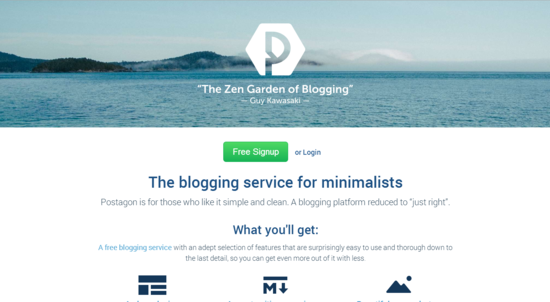 “The Zen Garden of Blogging”
— Guy Kawasaki —
Free Signup or Login
The blogging service for minimalists
Postagon is for those who like it simple and clean. A blogging platform reduced to “just right”.
What you’ll get:
A free blogging service with an adept selection of features that are surprisingly easy to use and thorough down to
the last detail, so you can get even more out of it with less.
M